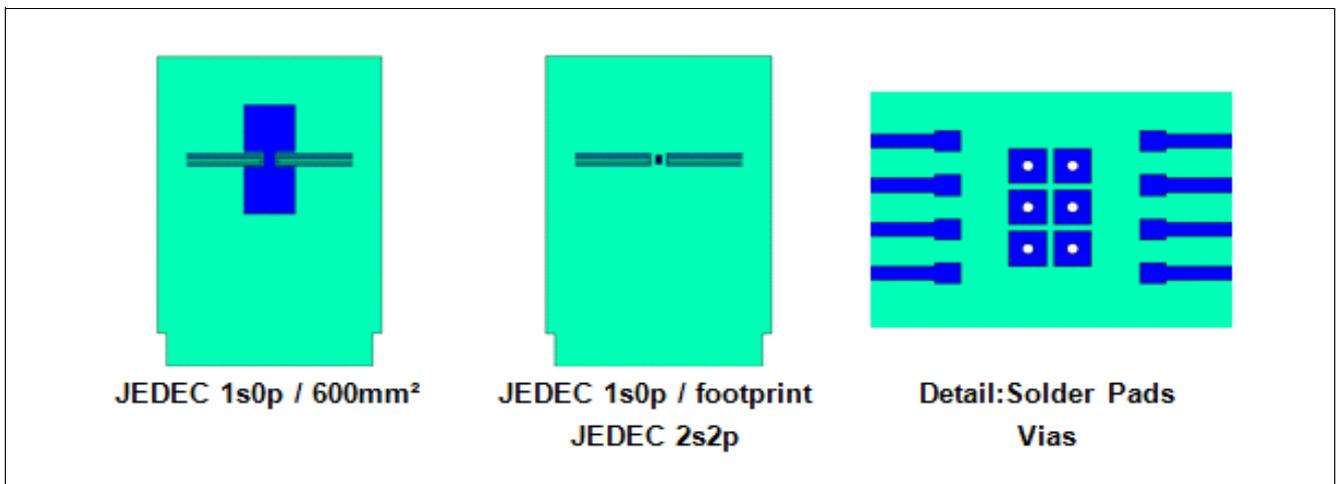 JEDEC 1s0p / 600mm²
JEDEC 1s0p / footprint
JEDEC 2s2p
Detail:Solder Pads
Vias